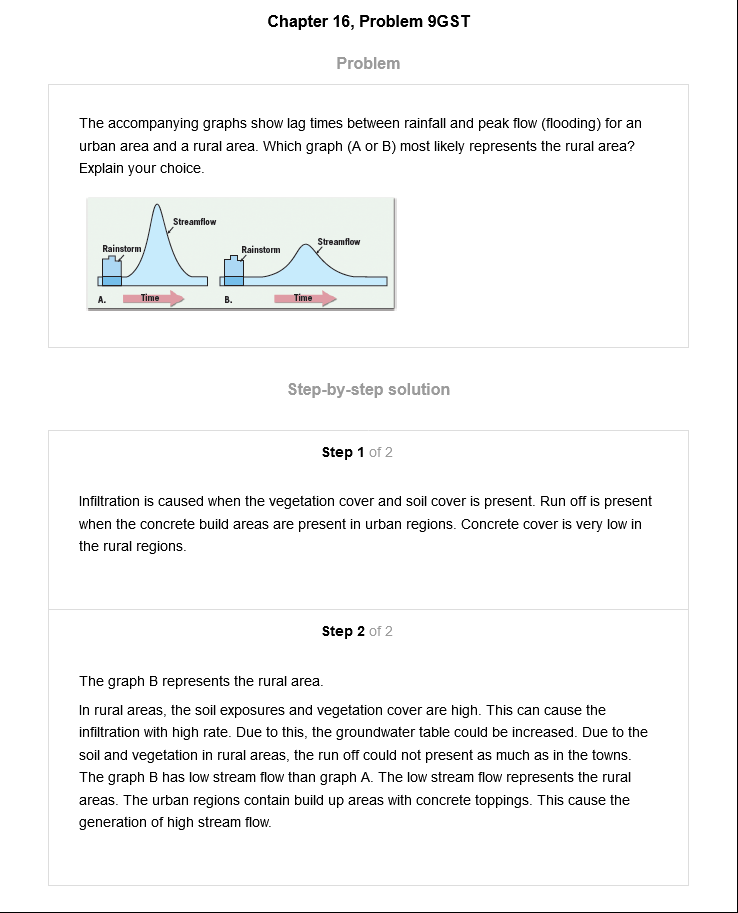 Chapter 16, Problem 9GST
Problem
The accompanying graphs show lag times between rainfall and peak flow (flooding) for an
urban area and a rural area. Which graph (A or B) most likely represents the rural area?
Explain your choice.
Streamflow
Rainstorm
Streamflow
Rainstorm
A.
Time
B.
Time
Step-by-step solution
Step 1 of 2
Infiltration is caused when the vegetation cover and soil cover is present. Run off is present
when the concrete build areas are present in urban regions. Concrete cover is very low in
the rural regions.
Step 2 of 2
The graph B represents the rural area.
In rural areas, the soil exposures and vegetation cover are high. This can cause the
infiltration with high rate. Due to this, the groundwater table could be increased. Due to the
soil and vegetation in rural areas, the run off could not present as much as in the towns.
The graph B has low stream flow than graph A. The low stream flow represents the rural
areas. The urban regions contain build up areas with concrete toppings. This cause the
generation of high stream flow.